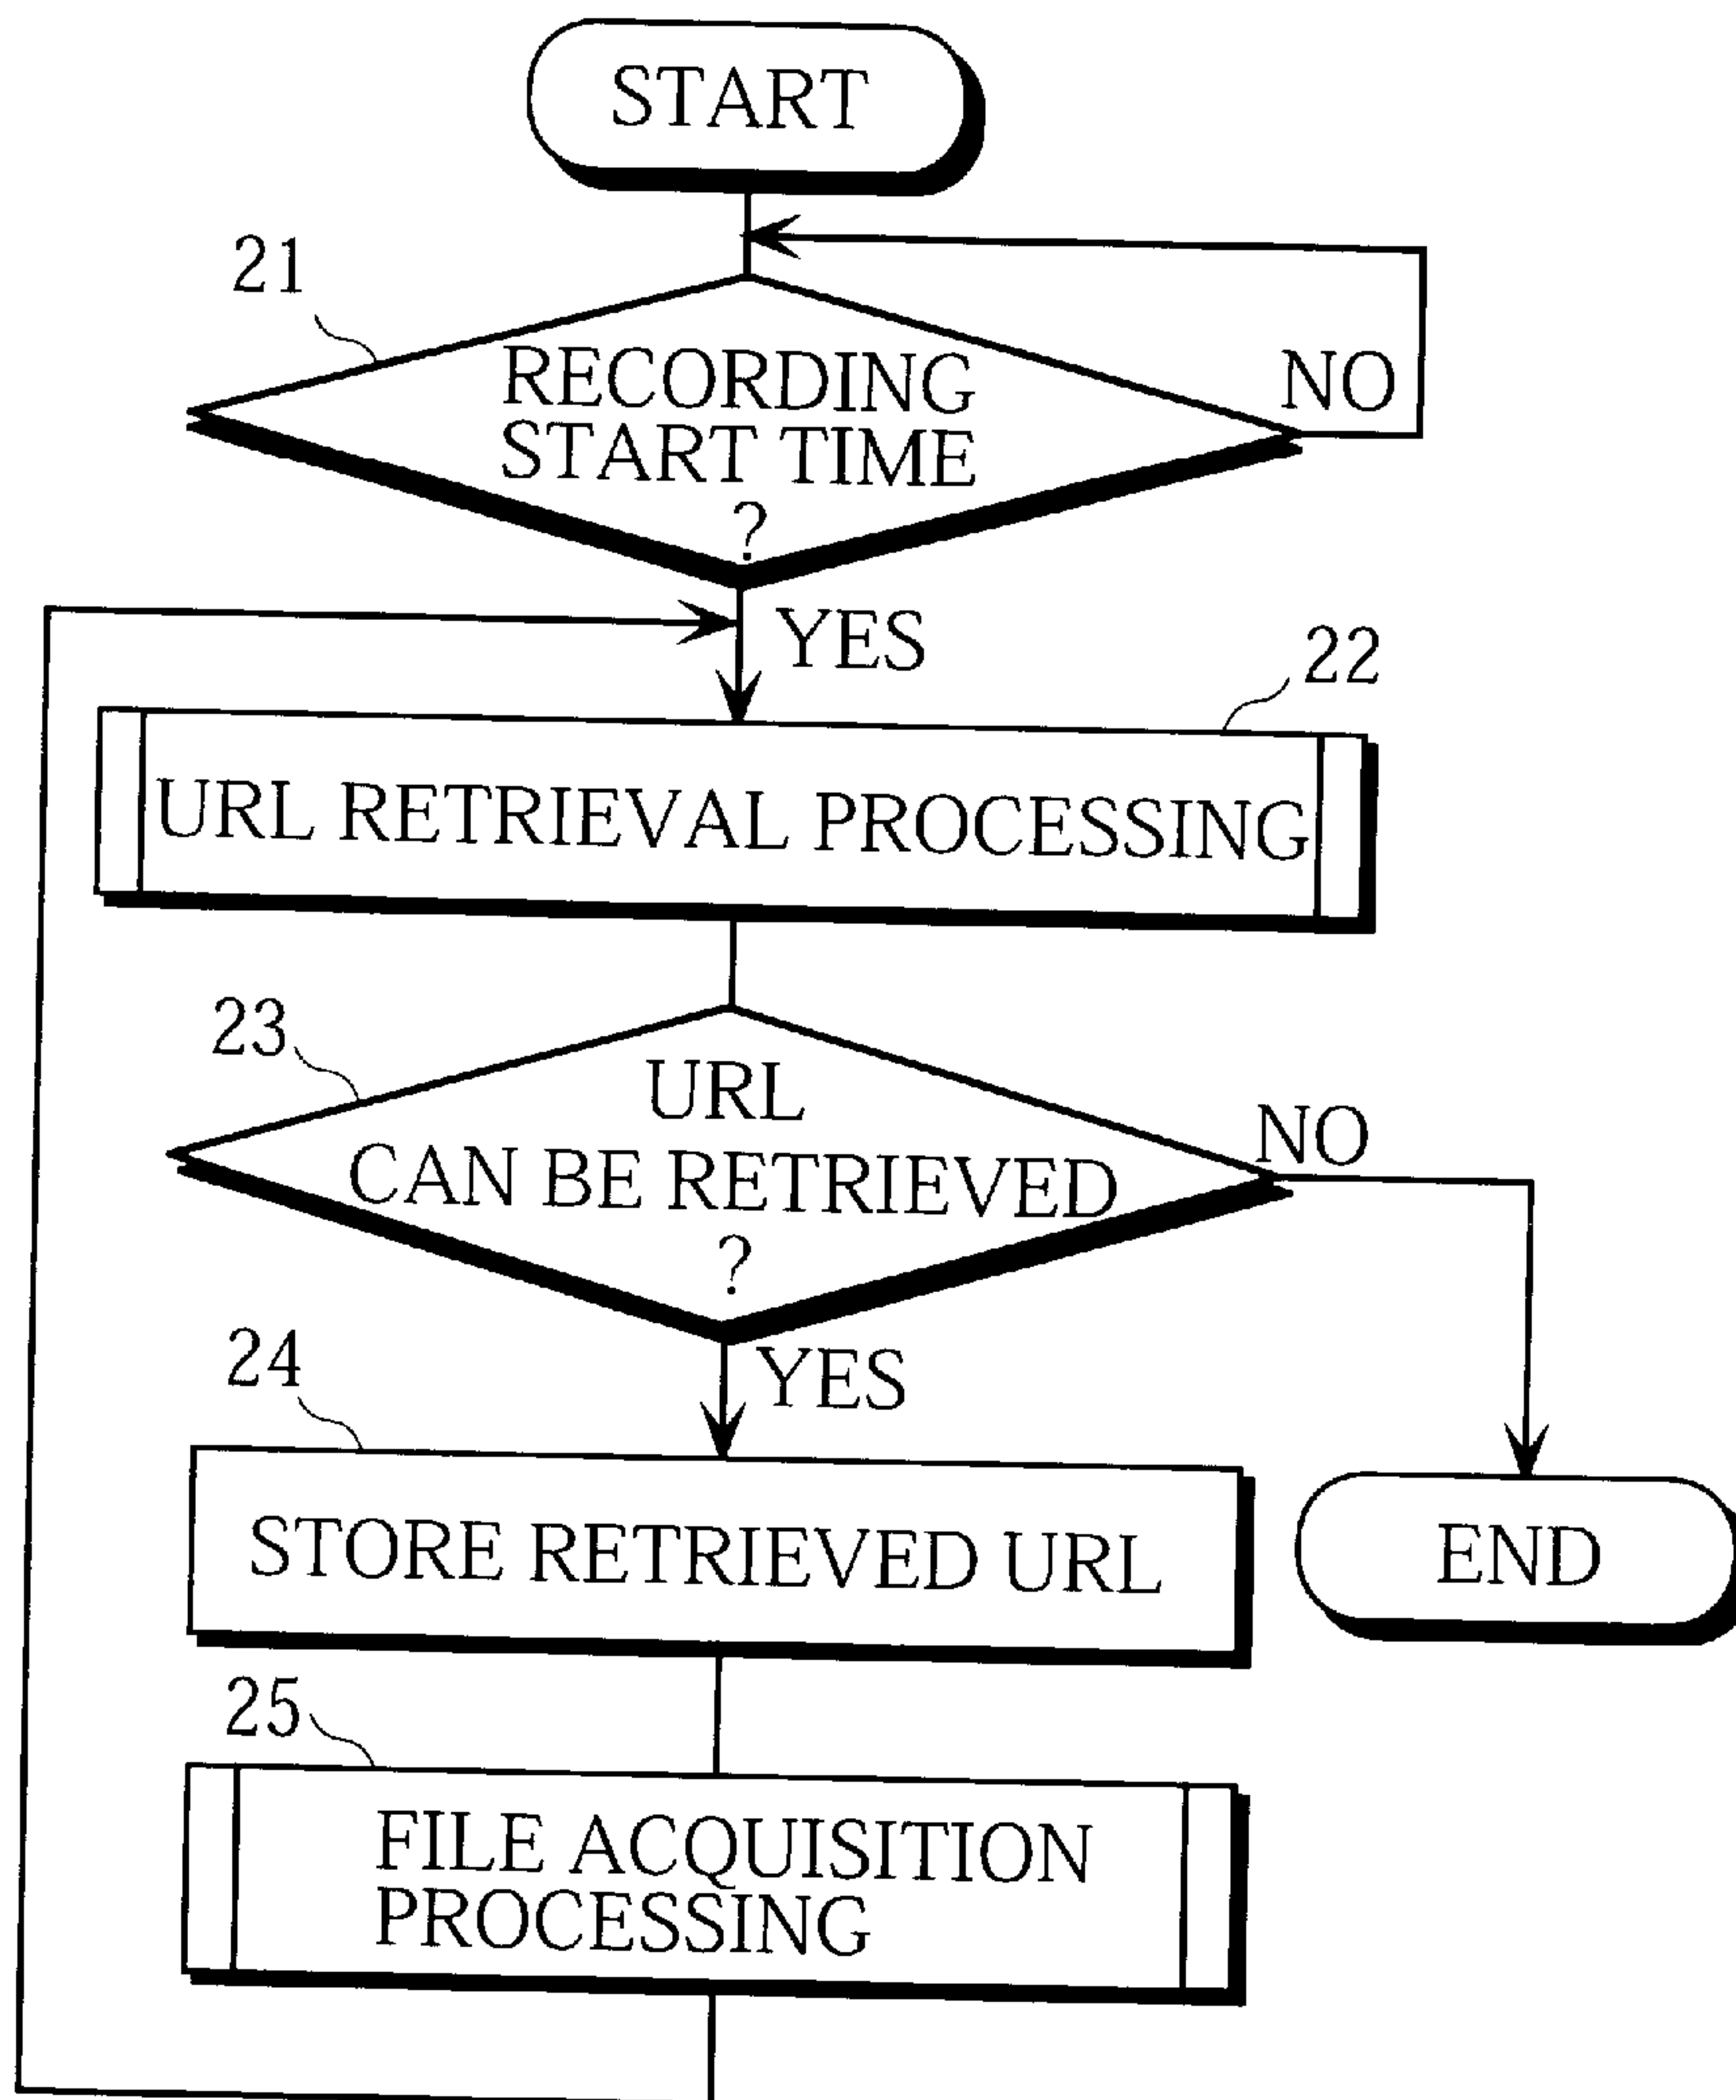 START
21
RECORDING
START TIME
?
NO
YES
22
URL RETRIEVAL PROCESSING
23
URL
CAN BE RETRIEVED
?
NO
YES
24
STORE RETRIEVED URL
END
25
FILE ACQUISITION
PROCESSING